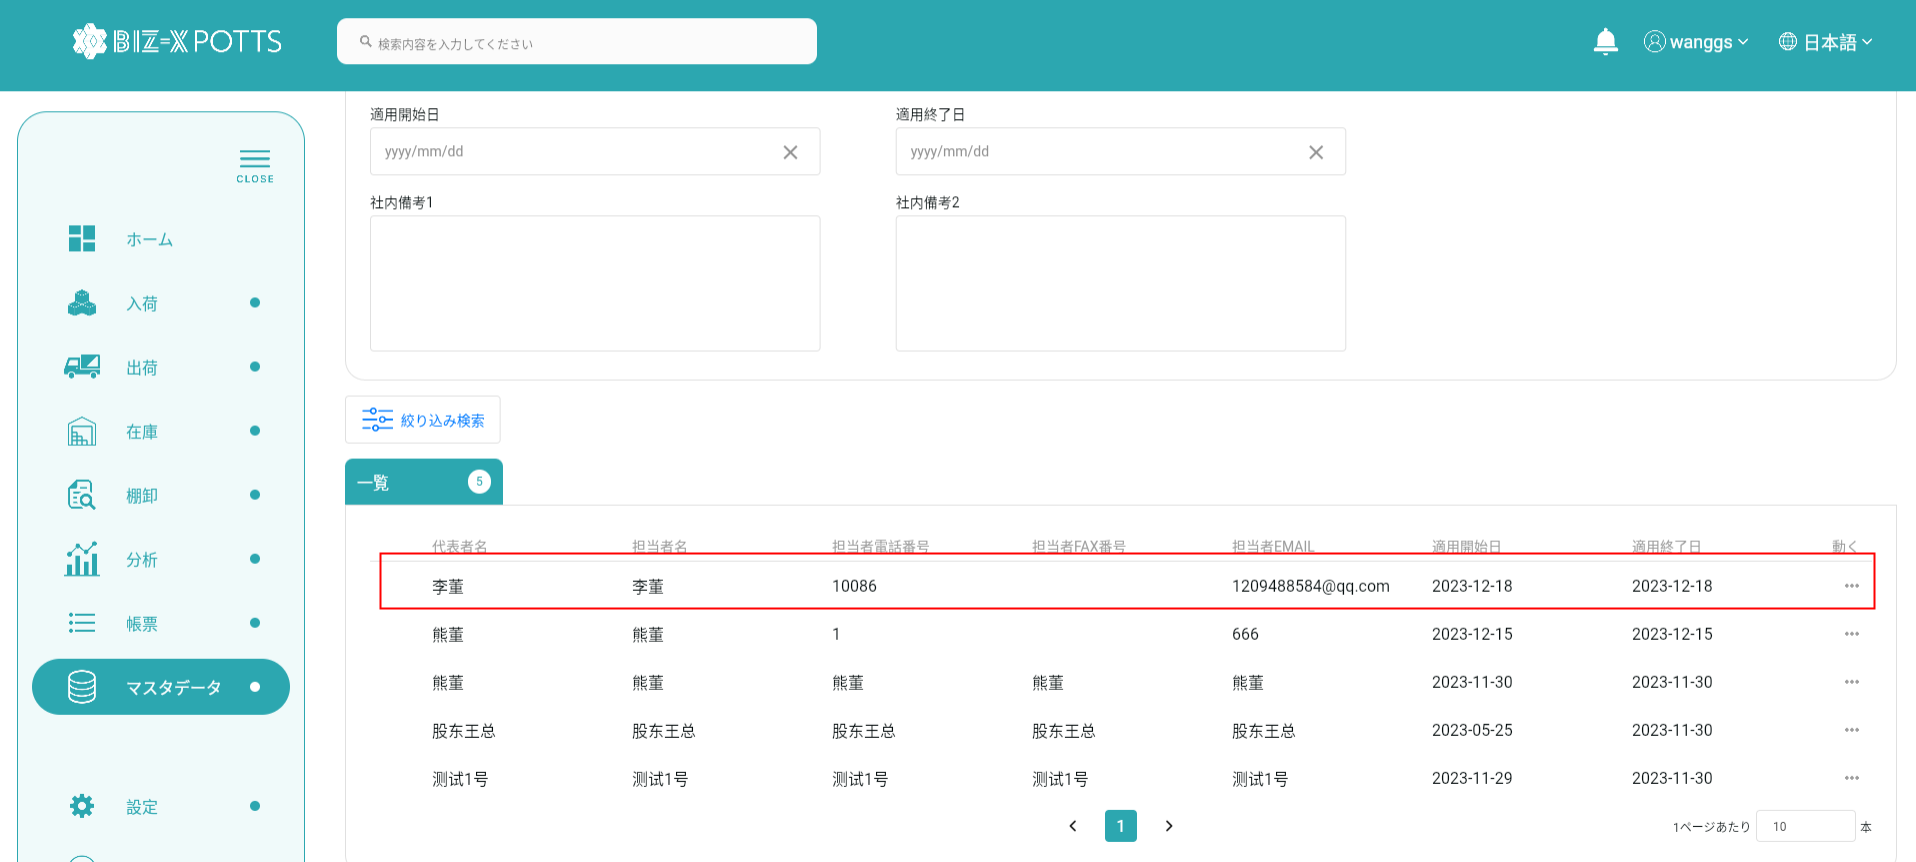 BIZ=X POTTS
検索内容を入力してください
wanggs
日本語
CLOSE
ホーム
入荷
出荷
在庫
棚卸
分析
帳票
マスタデータ
設定
適用開始日 適用終了日
yyyy/mm/dd yyyy/mm/dd
社内備考1 社内備考2
絞り込み検索
一覧 5
代表者名 担当者名 担当者電話番号 担当者FAX番号 担当者EMAIL 適用開始日 適用終了日 動く
李董 李董 10086 1209488584@qq.com 2023-12-18 2023-12-18 •••
熊董 熊董 1 666 2023-12-15 2023-12-15 •••
熊董 熊董 熊董 熊董 熊董 2023-11-30 2023-11-30 •••
股东王总 股东王总 股东王总 股东王总 股东王总 2023-05-25 2023-11-30 •••
测试1号 测试1号 测试1号 测试1号 测试1号 2023-11-29 2023-11-30 •••
1
1ページあたり 10 本